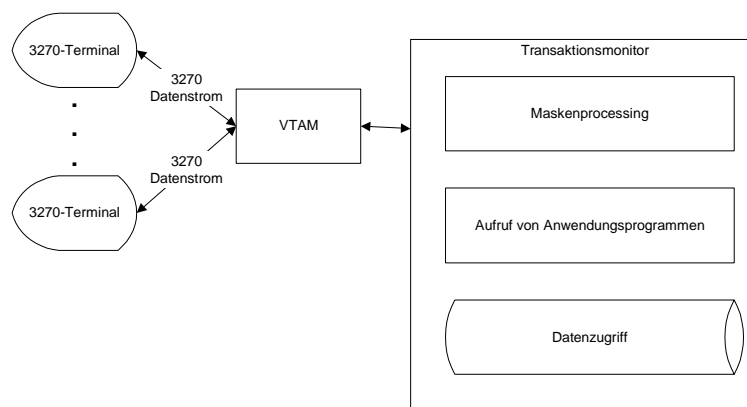 3270-Terminal
3270
Datenstrom
3270
Datenstrom
3270-Terminal
VTAM
Transaktionsmonitor
Maskenprocessing
Aufruf von Anwendungsprogrammen
Datenzugriff